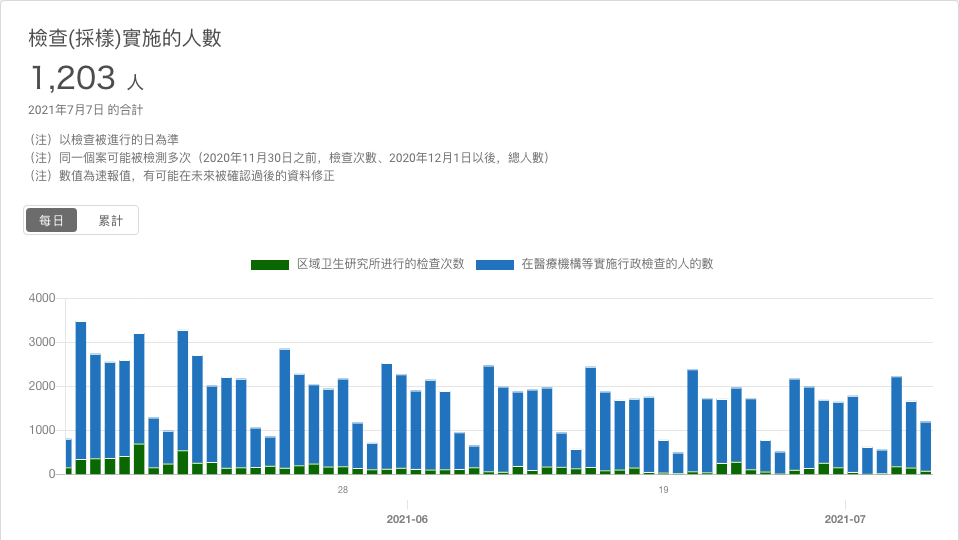 檢查(採樣)實施的人數
1,203 人
2021年7月7日 的合計
（注）以檢查被進行的日為準
（注）同一個案可能被檢測多次（2020年11月30日之前，檢查次數、2020年12月1日以後，總人數）
（注）數值為速報值，有可能在未來被確認過後的資料修正
每日 累計
区域卫生研究所进行的检查次数 在醫療機構等實施行政檢查的人的數
4000
3000
2000
1000
0
28 19
2021-06 2021-07